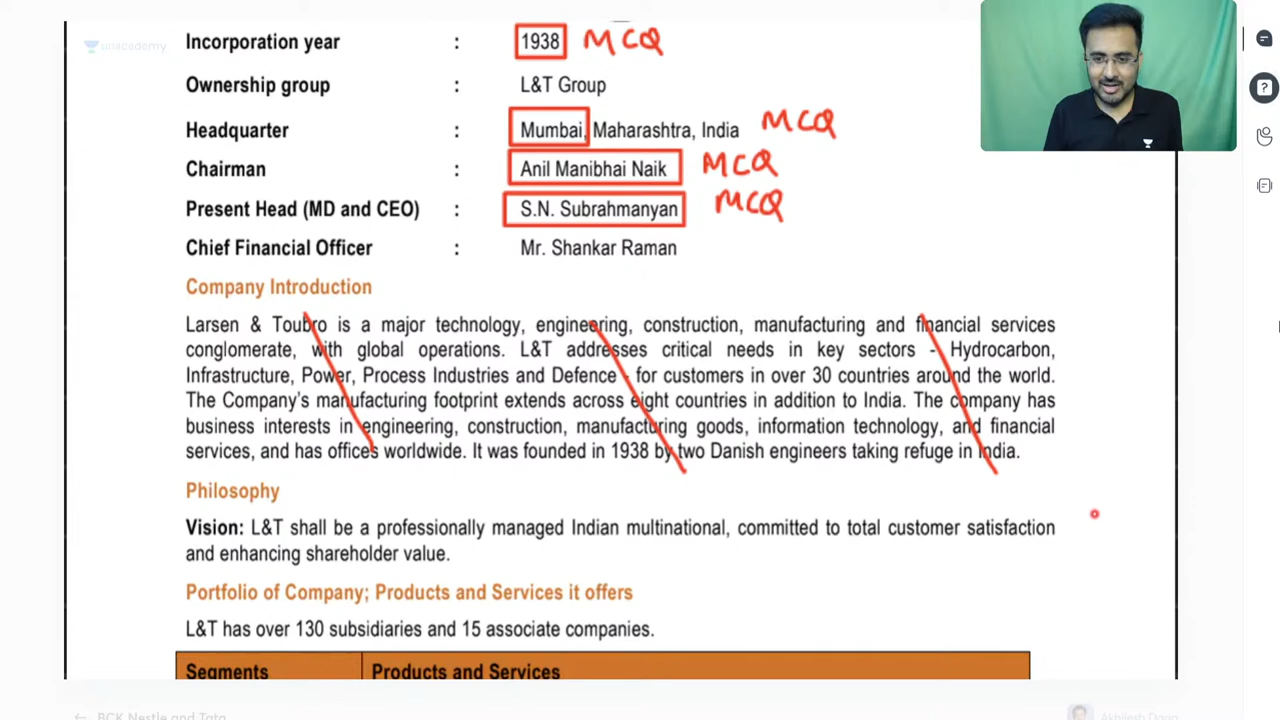 unacademy
Incorporation year : 1938 MCQ
Ownership group : L&T Group
Headquarter : Mumbai, Maharashtra, India MCQ
Chairman : Anil Manibhai Naik MCQ
Present Head (MD and CEO) : S.N. Subrahmanyan MCQ
Chief Financial Officer : Mr. Shankar Raman
Company Introduction
Larsen & Toubro is a major technology, engineering, construction, manufacturing and financial services
conglomerate, with global operations. L&T addresses critical needs in key sectors - Hydrocarbon,
Infrastructure, Power, Process Industries and Defence - for customers in over 30 countries around the world.
The Company's manufacturing footprint extends across eight countries in addition to India. The company has
business interests in engineering, construction, manufacturing goods, information technology, and financial
services, and has offices worldwide. It was founded in 1938 by two Danish engineers taking refuge in India.
Philosophy
Vision: L&T shall be a professionally managed Indian multinational, committed to total customer satisfaction
and enhancing shareholder value.
Portfolio of Company; Products and Services it offers
L&T has over 130 subsidiaries and 15 associate companies.
Segments Products and Services
BCK Nestle and Tata